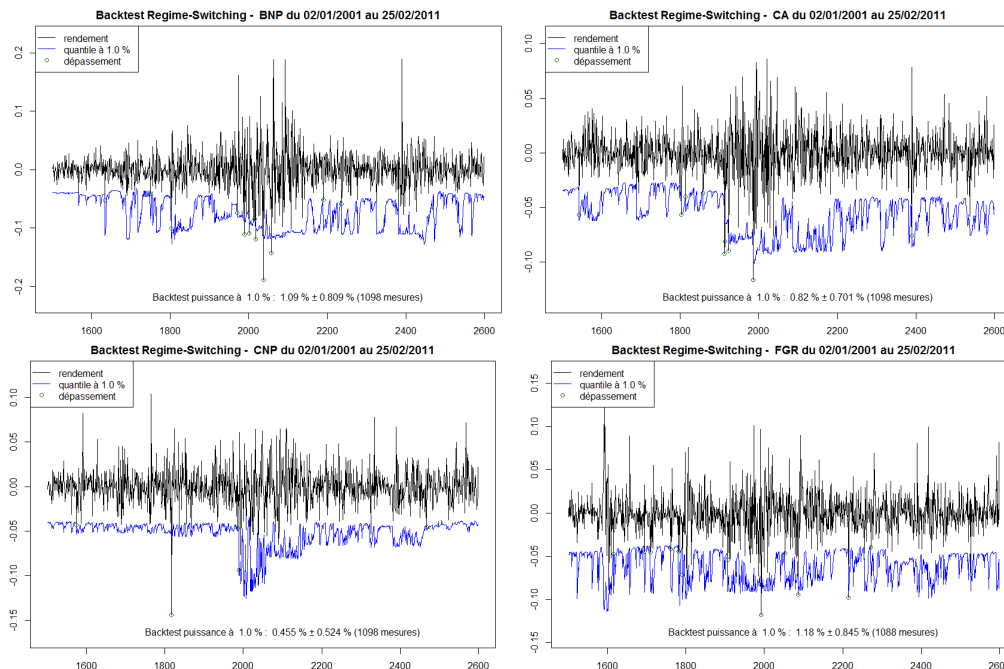 Backtest Regime-Switching - BNP du 02/01/2001 au 25/02/2011
rendement
quantile à 1.0 %
dépassement
0.2
0.1
0.0
-0.1
-0.2
Backtest puissance à 1.0 % : 1.09 % ± 0.809 % (1098 mesures)
1600 1800 2000 2200 2400 2600
Backtest Regime-Switching - CA du 02/01/2001 au 25/02/2011
rendement
quantile à 1.0 %
dépassement
0.10
0.05
0.00
-0.05
-0.10
Backtest puissance à 1.0 % : 0.82 % ± 0.701 % (1098 mesures)
1600 1800 2000 2200 2400 2600
Backtest Regime-Switching - CNP du 02/01/2001 au 25/02/2011
rendement
quantile à 1.0 %
dépassement
0.10
0.05
0.00
-0.05
-0.10
-0.15
Backtest puissance à 1.0 % : 0.455 % ± 0.524 % (1098 mesures)
1600 1800 2000 2200 2400 2600
Backtest Regime-Switching - FGR du 02/01/2001 au 25/02/2011
rendement
quantile à 1.0 %
dépassement
0.15
0.10
0.05
0.00
-0.05
-0.10
-0.15
Backtest puissance à 1.0 % : 1.18 % ± 0.845 % (1088 mesures)
1600 1800 2000 2200 2400 2600